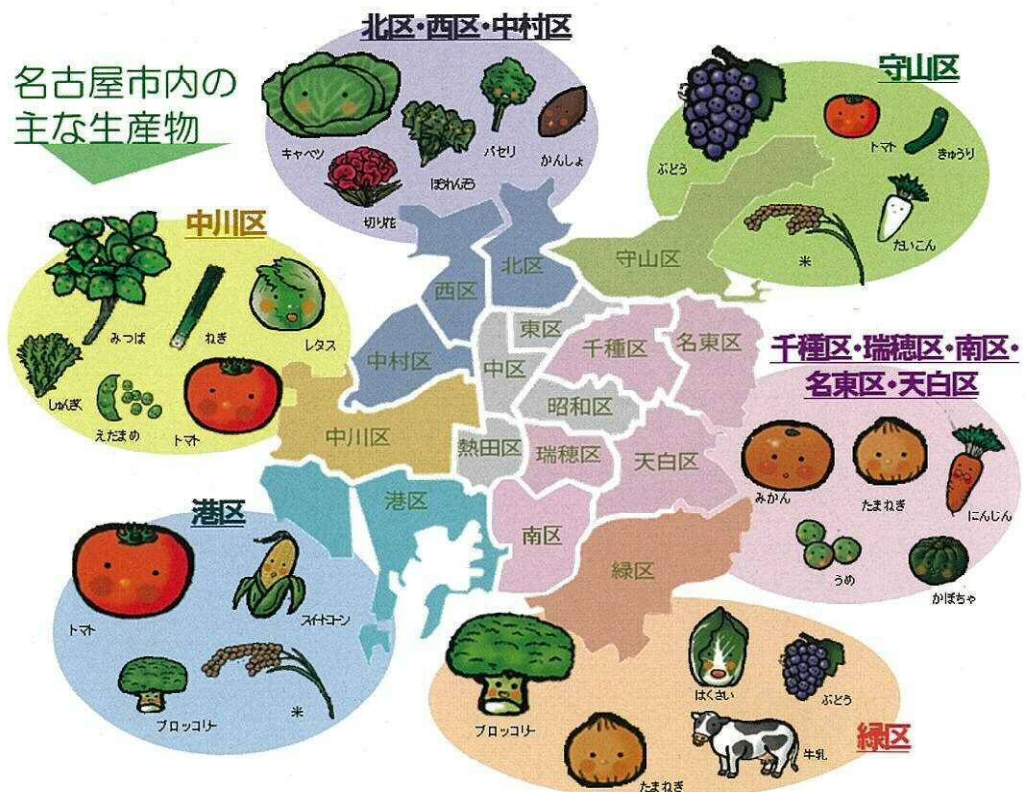 名古屋市内の
主な生産物
北区・西区・中村区
キャベツ
ほうれんそう
パセリ
かんしょ
切り花
守山区
ぶどう
トマト
きゅうり
米
だいこん
中川区
みつば
ねぎ
レタス
しゅんぎく
えだまめ
トマト
千種区・瑞穂区・南区・
名東区・天白区
みかん
たまねぎ
にんじん
うめ
かぼちゃ
港区
トマト
スイートコーン
ブロッコリー
米
緑区
ブロッコリー
はくさい
ぶどう
たまねぎ
牛乳
北区
西区
守山区
東区
中村区
中区
千種区
名東区
昭和区
中川区
熱田区
瑞穂区
天白区
港区
南区
緑区